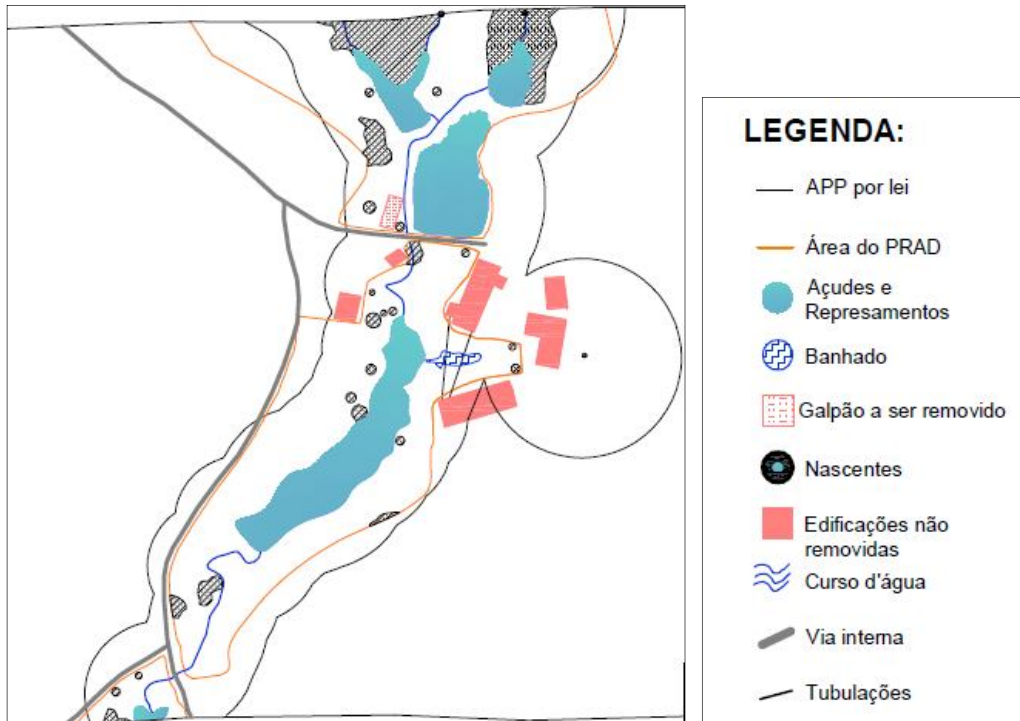 LEGENDA:
APP por lei
Área do PRAD
Açudes e
Represamentos
Banhado
Galpão a ser removido
Nascentes
Edificações não
removidas
Curso d'água
Via interna
Tubulações